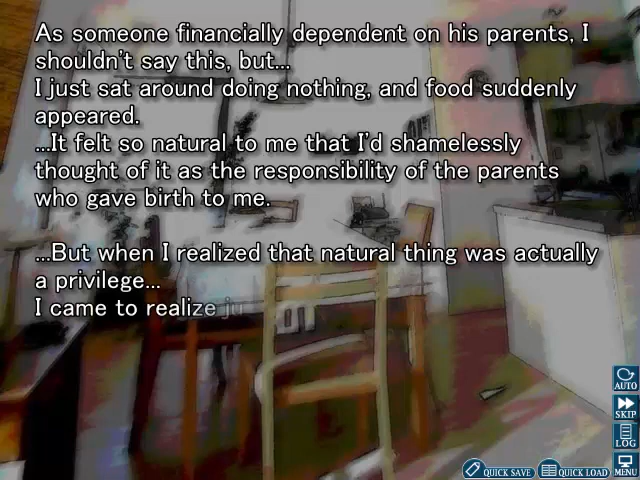 As someone financially dependent on his parents, I
shouldn't say this, but...
I just sat around doing nothing, and food suddenly
appeared.
...It felt so natural to me that I'd shamelessly
thought of it as the responsibility of the parents
who gave birth to me.
...But when I realized that natural thing was actually
a privilege...
I came to realize ju
AUTO
SKIP
LOG
QUICK SAVE
QUICK LOAD
MENU